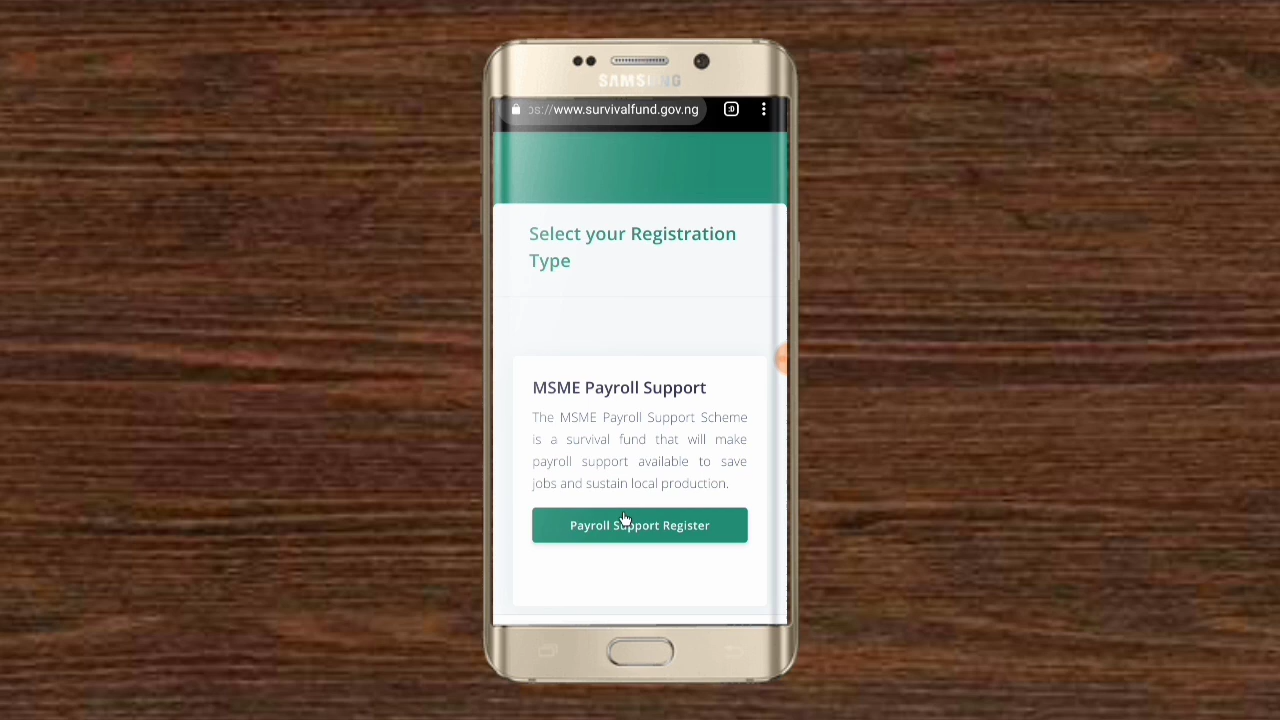 SAMSUNG
ps://www.survivalfund.gov.ng
:D
Select your Registration
Type
MSME Payroll Support
The MSME Payroll Support Scheme
is a survival fund that will make
payroll support available to save
jobs and sustain local production.
Payroll Support Register